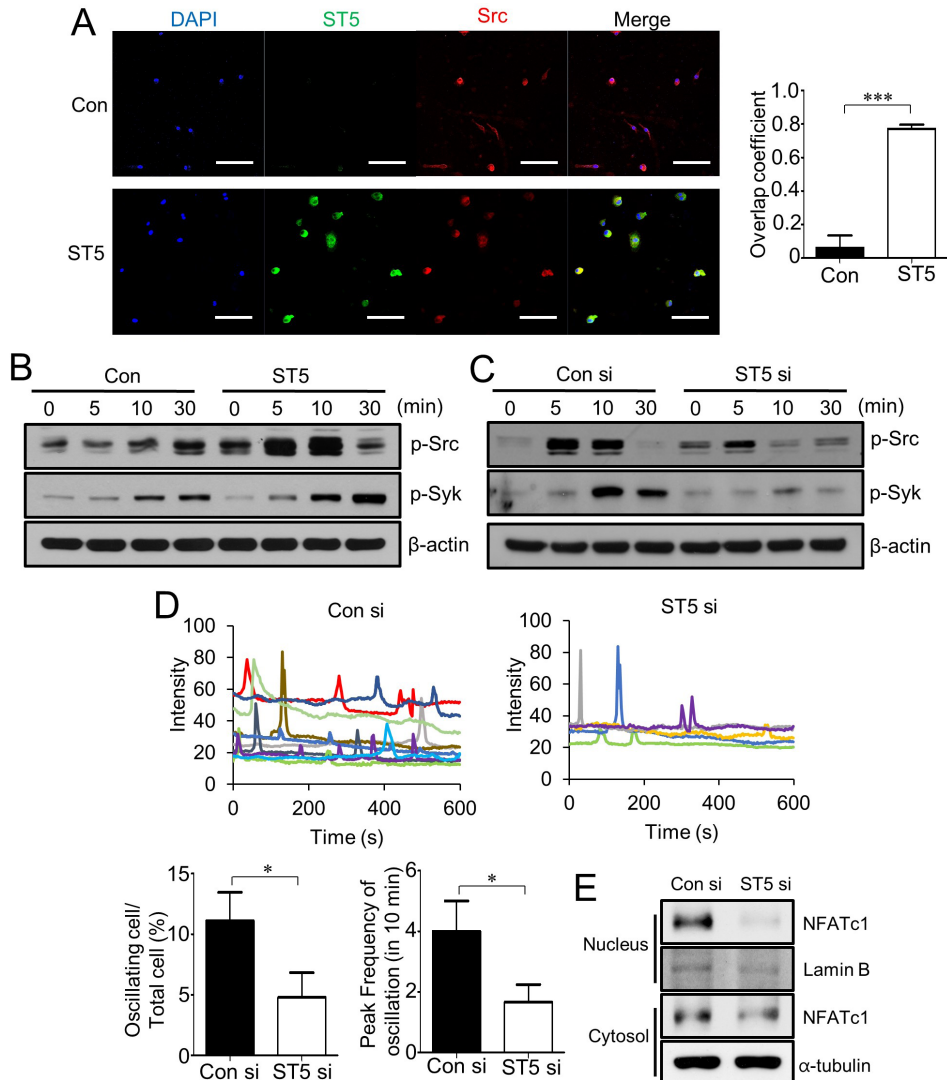 A
DAPI ST5 Src Merge
Con
ST5
Overlap coefficient
1.0
0.8
0.6
0.4
0.2
0
***
Con ST5
B
Con ST5
0 5 10 30 0 5 10 30 (min)
p-Src
p-Syk
β-actin
C
Con si ST5 si
0 5 10 30 0 5 10 30 (min)
p-Src
p-Syk
β-actin
D
Con si
Intensity
100
80
60
40
20
0
0 200 400 600
Time (s)
ST5 si
Intensity
100
80
60
40
20
0
0 200 400 600
Time (s)
Oscillating cell/
Total cell (%)
15
10
5
0
*
Con si ST5 si
Peak Frequency of
oscillation (in 10 min)
6
4
2
0
*
Con si ST5 si
E
Con si ST5 si
Nucleus
NFATc1
Lamin B
Cytosol
NFATc1
α-tubulin